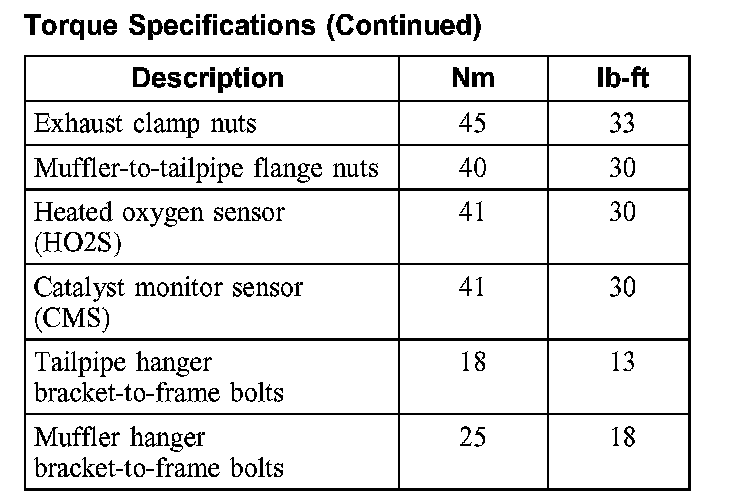 Torque Specifications (Continued)
Description Nm lb-ft
Exhaust clamp nuts 45 33
Muffler-to-tailpipe flange nuts 40 30
Heated oxygen sensor 41 30
(HO2S)
Catalyst monitor sensor 41 30
(CMS)
Tailpipe hanger 18 13
bracket-to-frame bolts
Muffler hanger 25 18
bracket-to-frame bolts